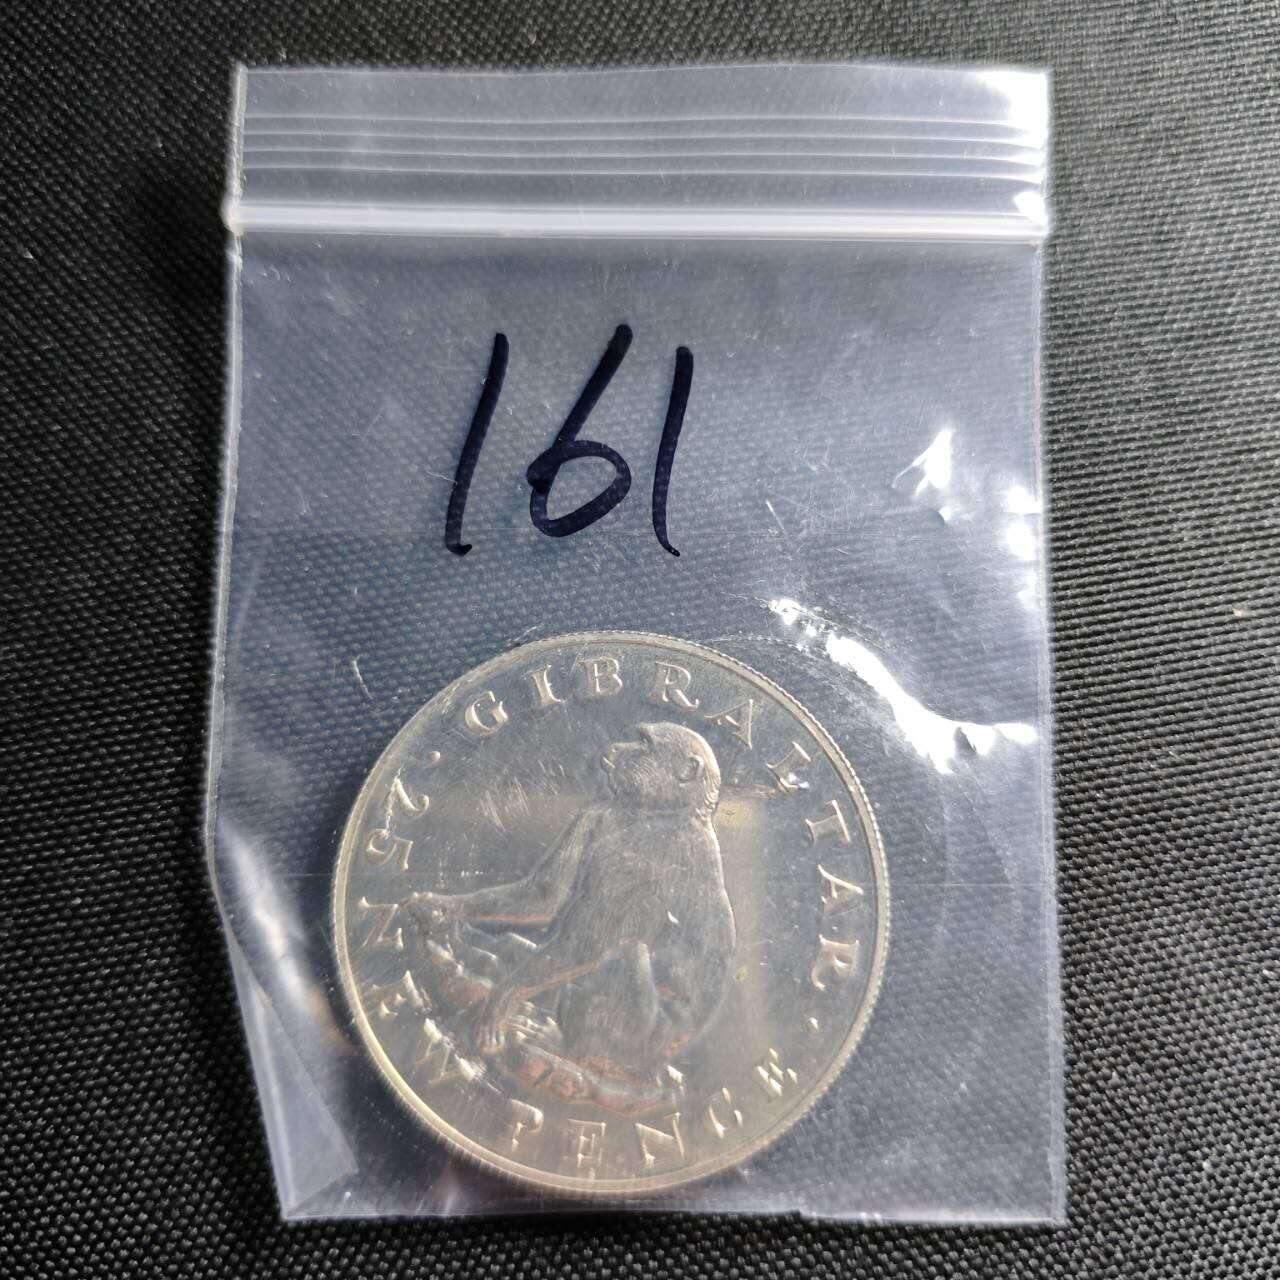 161
· GIBRALTAR ·
25 NEW PENCE